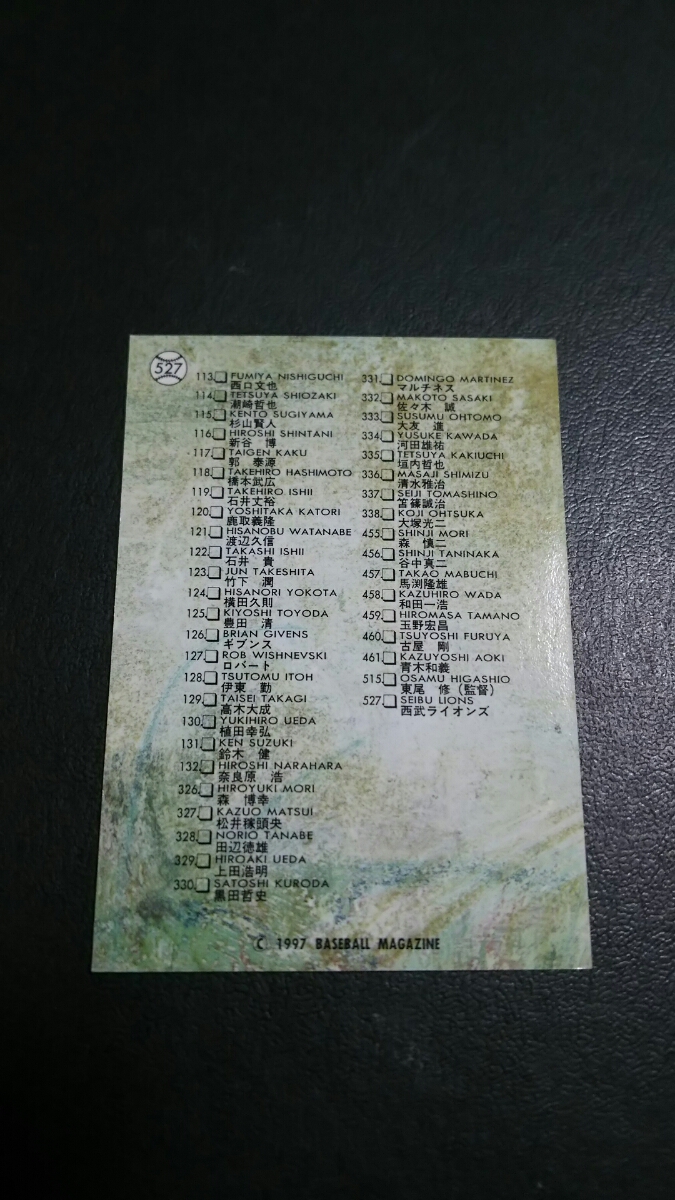 527
113 FUMIYA NISHIGUCHI
西口文也
114 TETSUYA SHIOZAKI
潮崎哲也
115 KENTO SUGIYAMA
杉山賢人
116 HIROSHI SHINTANI
新谷 博
117 TAIGEN KAKU
郭 泰源
118 TAKEHIRO HASHIMOTO
橋本武広
119 TAKEHIRO ISHII
石井丈裕
120 YOSHITAKA KATORI
鹿取義隆
121 HISANOBU WATANABE
渡辺久信
122 TAKASHI ISHII
石井 貴
123 JUN TAKESHITA
竹下 潤
124 HISANORI YOKOTA
横田久則
125 KIYOSHI TOYODA
豊田 清
126 BRIAN GIVENS
ギブンス
127 ROB WISHNEVSKI
ロバート
128 TSUTOMU ITOH
伊東 勤
129 TAISEI TAKAGI
高木大成
130 YUKIHIRO UEDA
植田幸弘
131 KEN SUZUKI
鈴木 健
132 HIROSHI NARAHARA
奈良原 浩
326 HIROYUKI MORI
森 博幸
327 KAZUO MATSUI
松井稼頭央
328 NORIO TANABE
田辺徳雄
329 HIROAKI UEDA
上田浩明
330 SATOSHI KURODA
黒田哲史
331 DOMINGO MARTINEZ
マルチネス
332 MAKOTO SASAKI
佐々木 誠
333 SUSUMU OHTOMO
大友 進
334 YUSUKE KAWADA
河田雄祐
335 TETSUYA KAKIUCHI
垣内哲也
336 MASAJI SHIMIZU
清水雅治
337 SEIJI TOMASHINO
笘篠誠治
338 KOJI OHTSUKA
大塚光二
455 SHINJI MORI
森 慎二
456 SHINJI TANINAKA
谷中真二
457 TAKAO MABUCHI
馬渕隆雄
458 KAZUHIRO WADA
和田一浩
459 HIROMASA TAMANO
玉野宏昌
460 TSUYOSHI FURUYA
古屋 剛
461 KAZUYOSHI AOKI
青木和義
515 OSAMU HIGASHIO
東尾 修（監督）
527 SEIBU LIONS
西武ライオンズ
C 1997 BASEBALL MAGAZINE